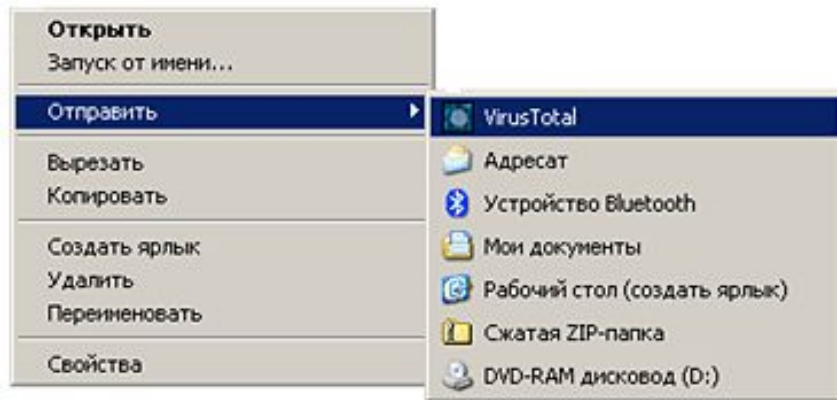 Открыть
Запуск от имени...
Отправить
Вырезать
Копировать
Создать ярлык
Удалить
Переименовать
Свойства
VirusTotal
Адресат
Устройство Bluetooth
Мои документы
Рабочий стол (создать ярлык)
Сжатая ZIP-папка
DVD-RAM дисковод (D:)